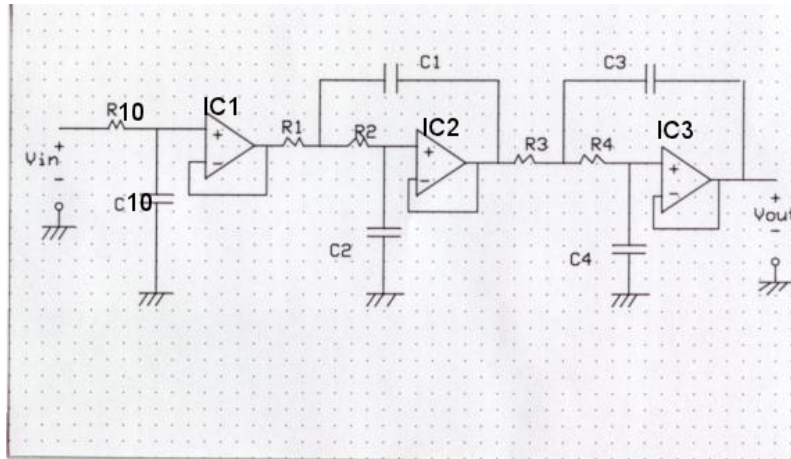 C1 C3
R10 IC1 R1 R2 IC2 R3 R4 IC3
+ + + +
Vin - - - +
- C10 Vout
C2 C4 -